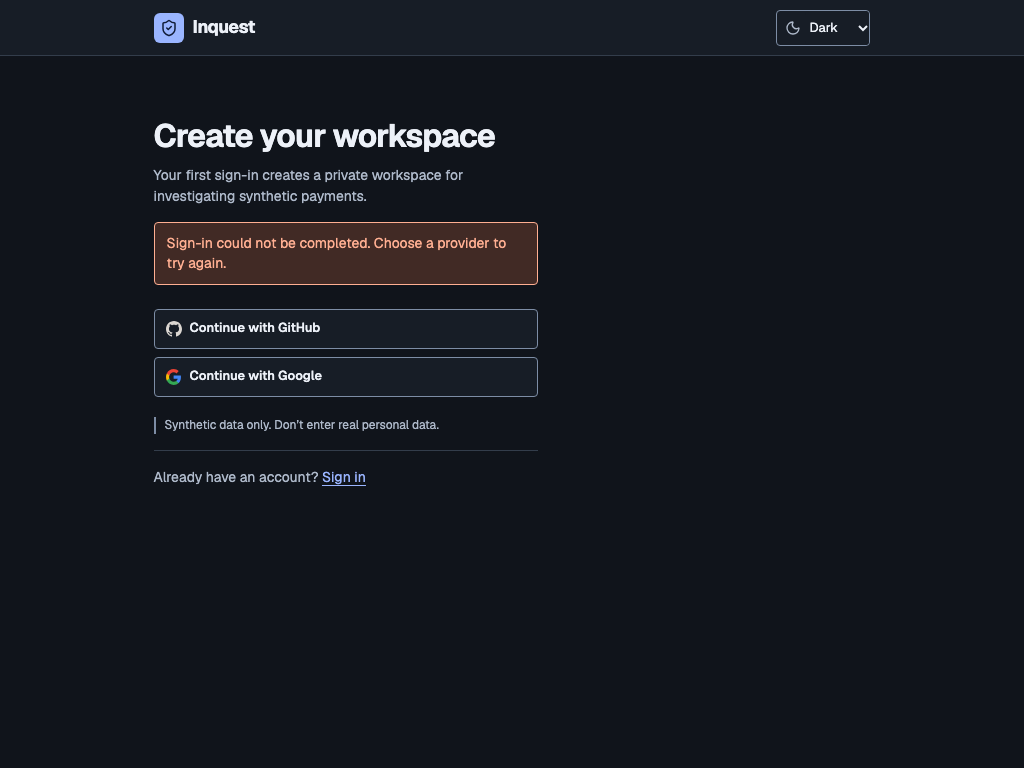 Inquest
Dark
Create your workspace
Your first sign-in creates a private workspace for
investigating synthetic payments.
Sign-in could not be completed. Choose a provider to
try again.
Continue with GitHub
Continue with Google
Synthetic data only. Don't enter real personal data.
Already have an account? Sign in